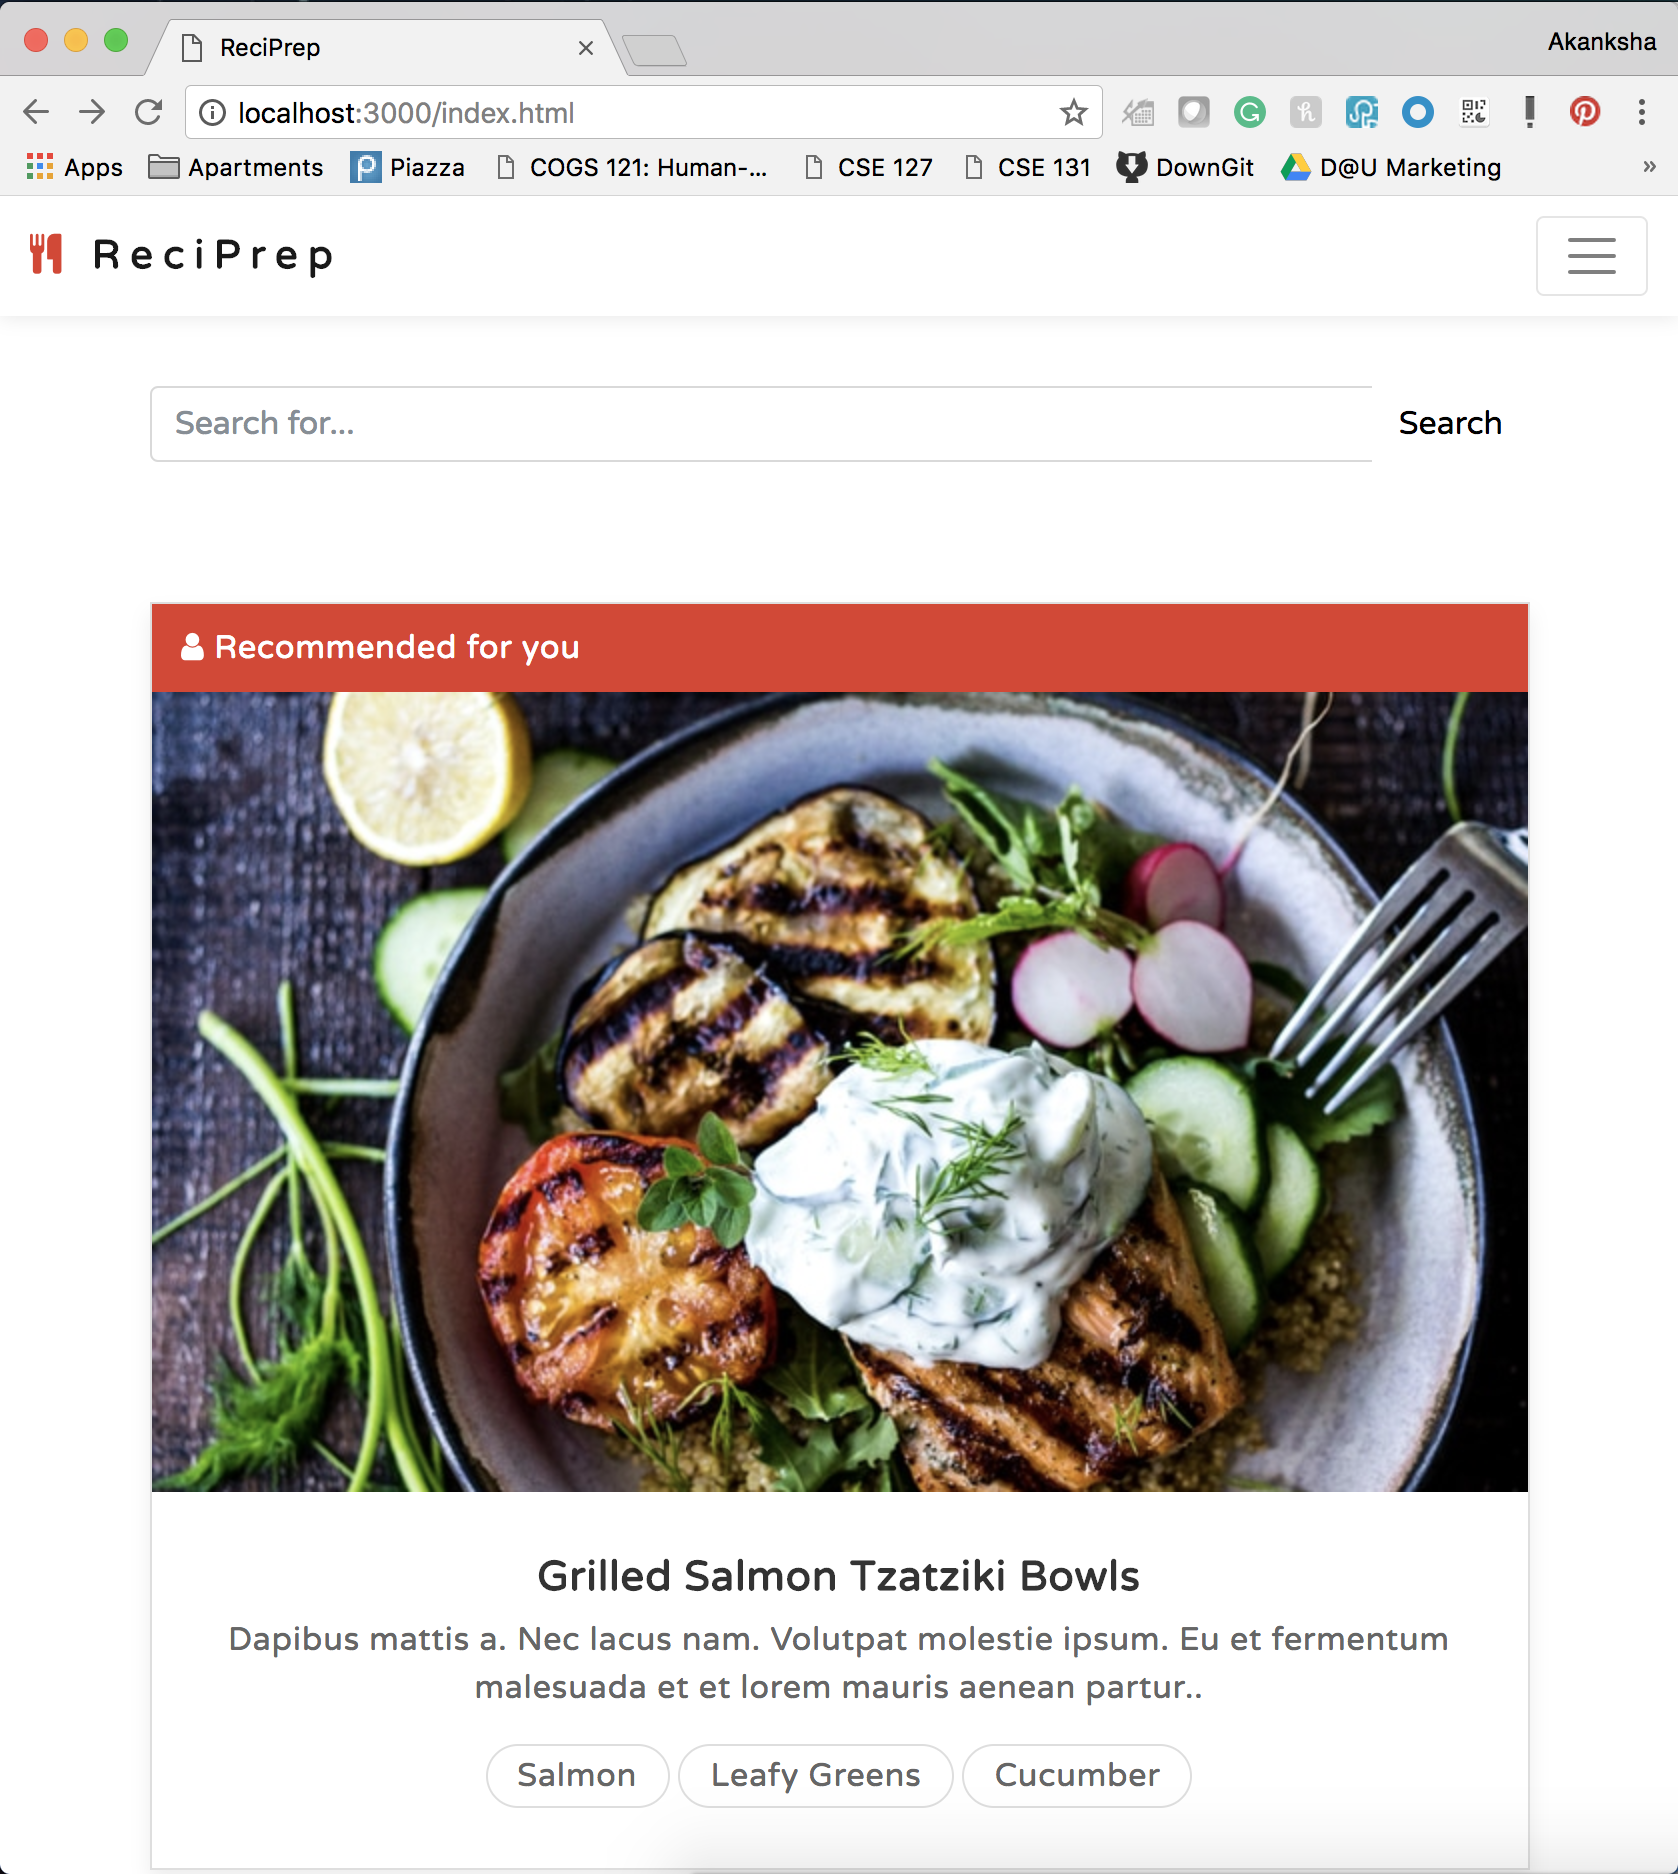 ReciPrep
Akanksha
localhost:3000/index.html
Apps Apartments Piazza COGS 121: Human-... CSE 127 CSE 131 DownGit D@U Marketing »
ReciPrep
Search for... Search
Recommended for you
Grilled Salmon Tzatziki Bowls
Dapibus mattis a. Nec lacus nam. Volutpat molestie ipsum. Eu et fermentum
malesuada et et lorem mauris aenean partur..
Salmon Leafy Greens Cucumber